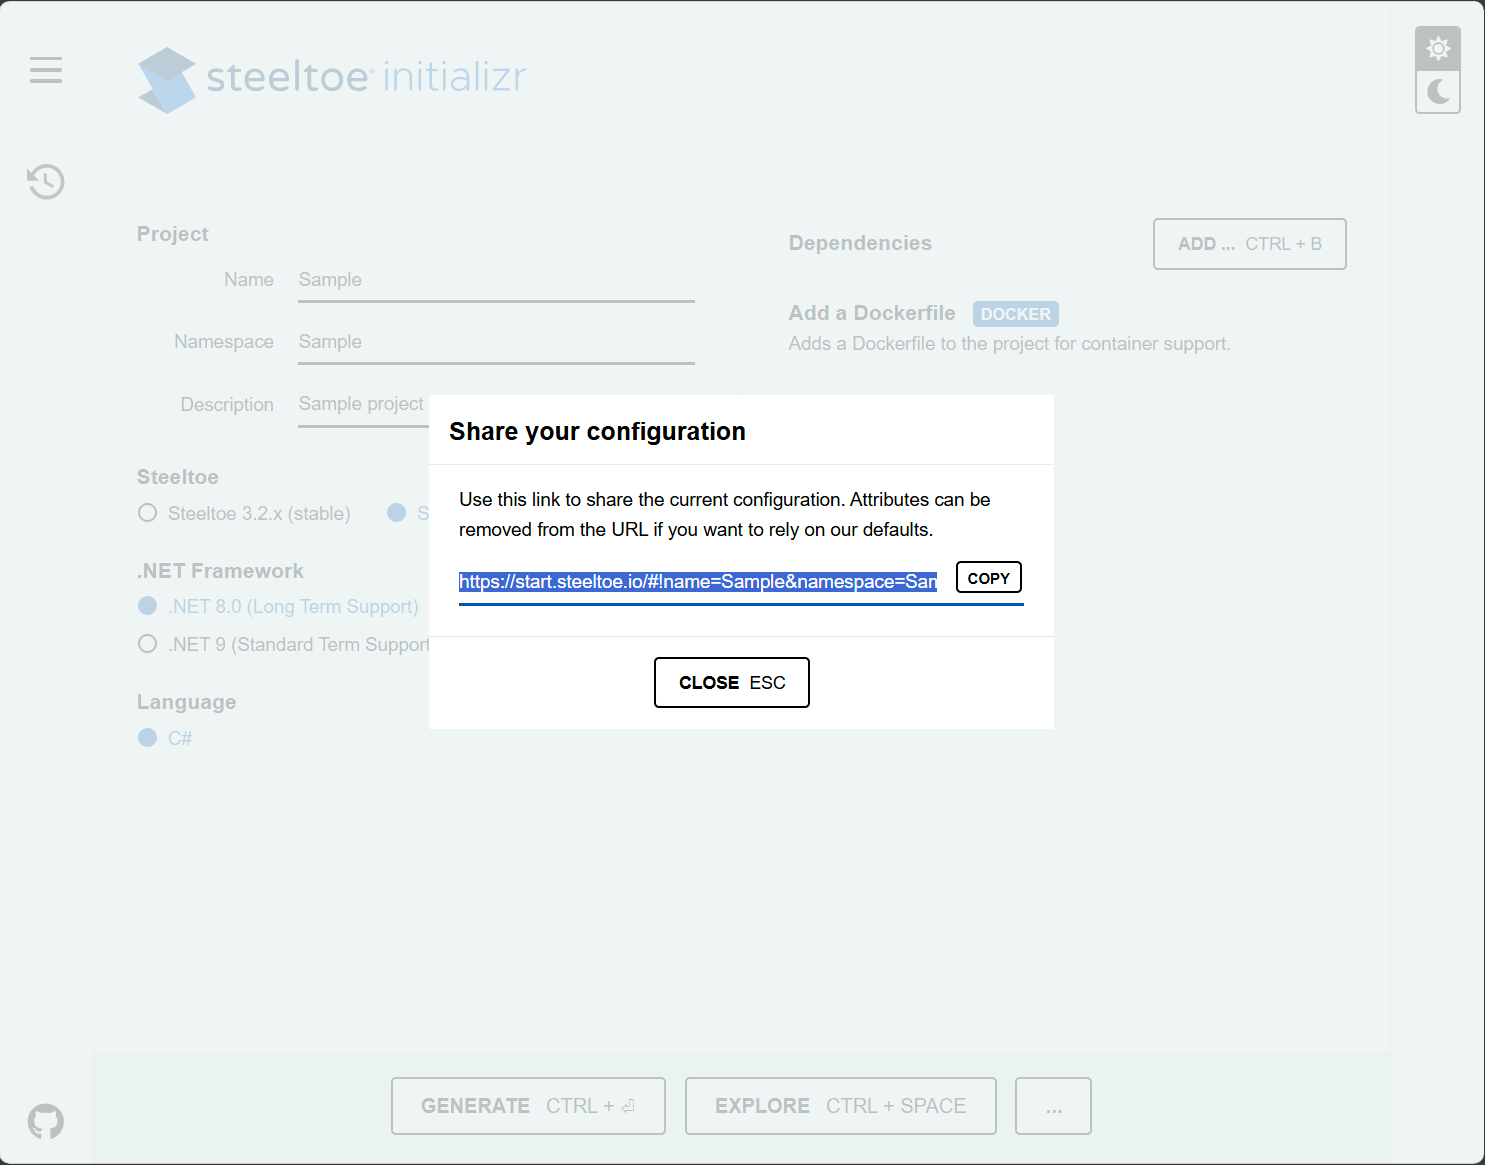 steeltoe initializr
Project
Name Sample
Namespace Sample
Description Sample project
Steeltoe
Steeltoe 3.2.x (stable) S
.NET Framework
.NET 8.0 (Long Term Support)
.NET 9 (Standard Term Support
Language
C#
Dependencies
ADD ... CTRL + B
Add a Dockerfile DOCKER
Adds a Dockerfile to the project for container support.
Share your configuration
Use this link to share the current configuration. Attributes can be
removed from the URL if you want to rely on our defaults.
https://start.steeltoe.io/#!name=Sample&namespace=San
COPY
CLOSE ESC
GENERATE CTRL + ⏎
EXPLORE CTRL + SPACE
...